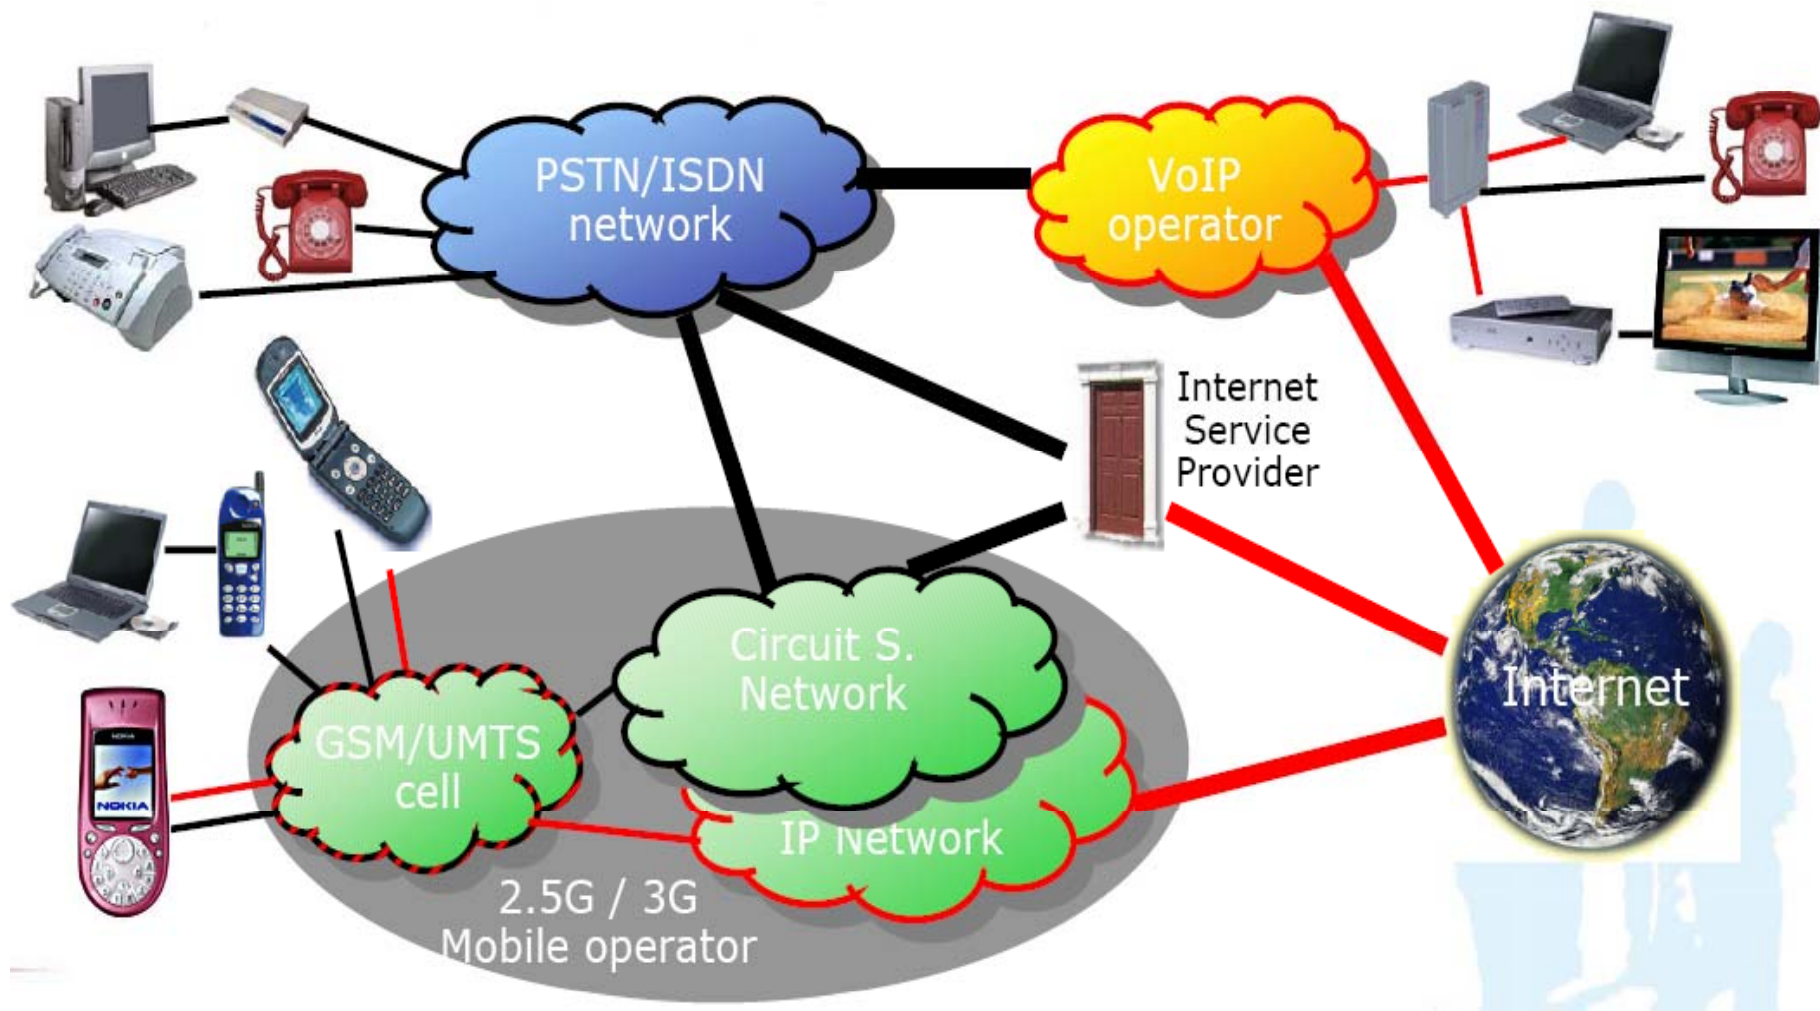 PSTN/ISDN
network
VoIP
operator
Internet
Service
Provider
Circuit S.
Network
Internet
GSM/UMTS
cell
NOKIA
NOKIA
IP Network
2.5G / 3G
Mobile operator